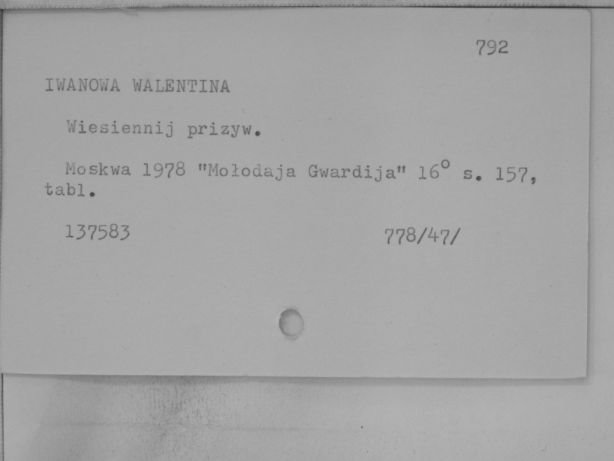 792
IWANOWA WALENTINA
Wiesiennij prizyw.
Moskwa 1978 "Mołodaja Gwardija" 16° s. 157,
tabl.
137583 778/47/